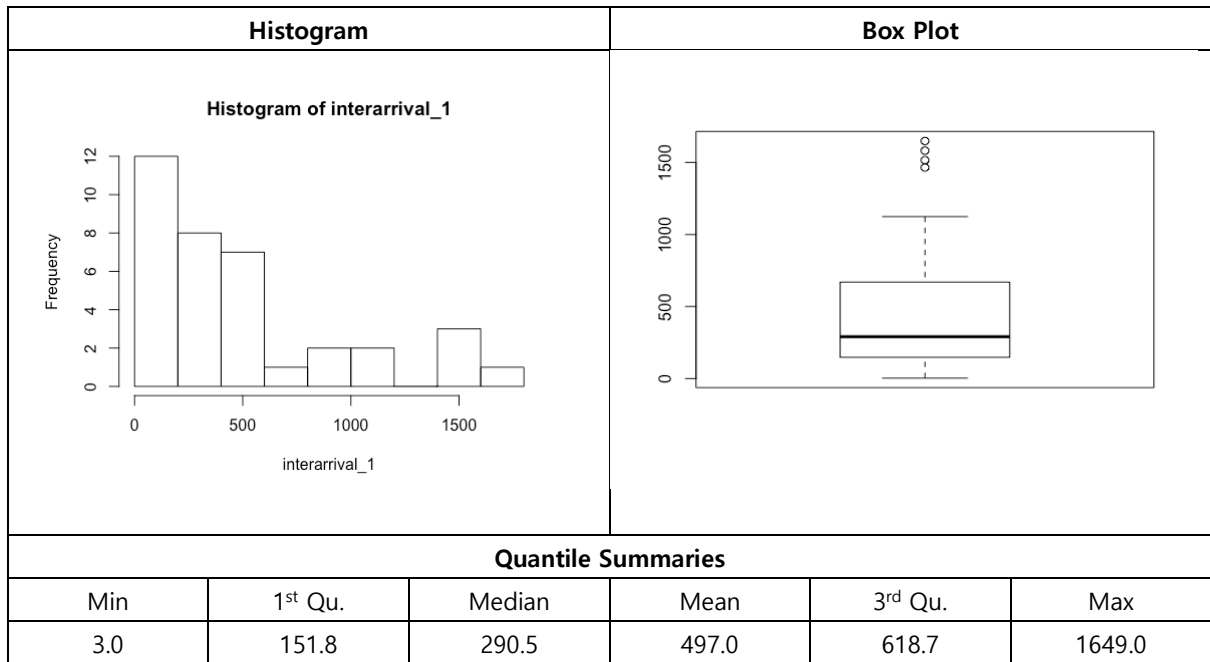 Histogram Box Plot
Histogram of interarrival_1
Frequency
12
10
8
6
4
2
0
0 500 1000 1500
interarrival_1
1500
1000
500
0
Quantile Summaries
Min 1st Qu. Median Mean 3rd Qu. Max
3.0 151.8 290.5 497.0 618.7 1649.0